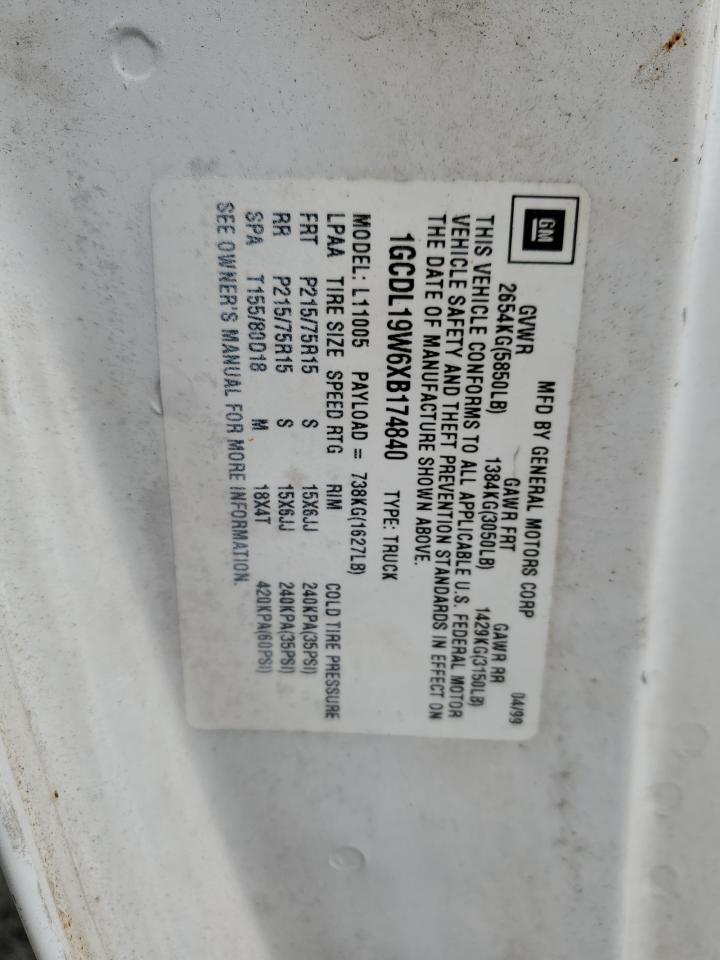 GM
MFD BY GENERAL MOTORS CORP 04/99
GVWR GAWR FRT GAWR RR
2654KG(5850LB) 1384KG(3050LB) 1429KG(3150LB)
THIS VEHICLE CONFORMS TO ALL APPLICABLE U.S. FEDERAL MOTOR
VEHICLE SAFETY AND THEFT PREVENTION STANDARDS IN EFFECT ON
THE DATE OF MANUFACTURE SHOWN ABOVE.
1GCDL19W6XB174840 TYPE: TRUCK
MODEL: L11005 PAYLOAD = 738KG(1627LB)
LPAA TIRE SIZE SPEED RTG RIM COLD TIRE PRESSURE
FRT P215/75R15 S 15X6JJ 240KPA(35PSI)
RR P215/75R15 S 15X6JJ 240KPA(35PSI)
SPA T155/80D18 M 18X4T 420KPA(60PSI)
SEE OWNER'S MANUAL FOR MORE INFORMATION.